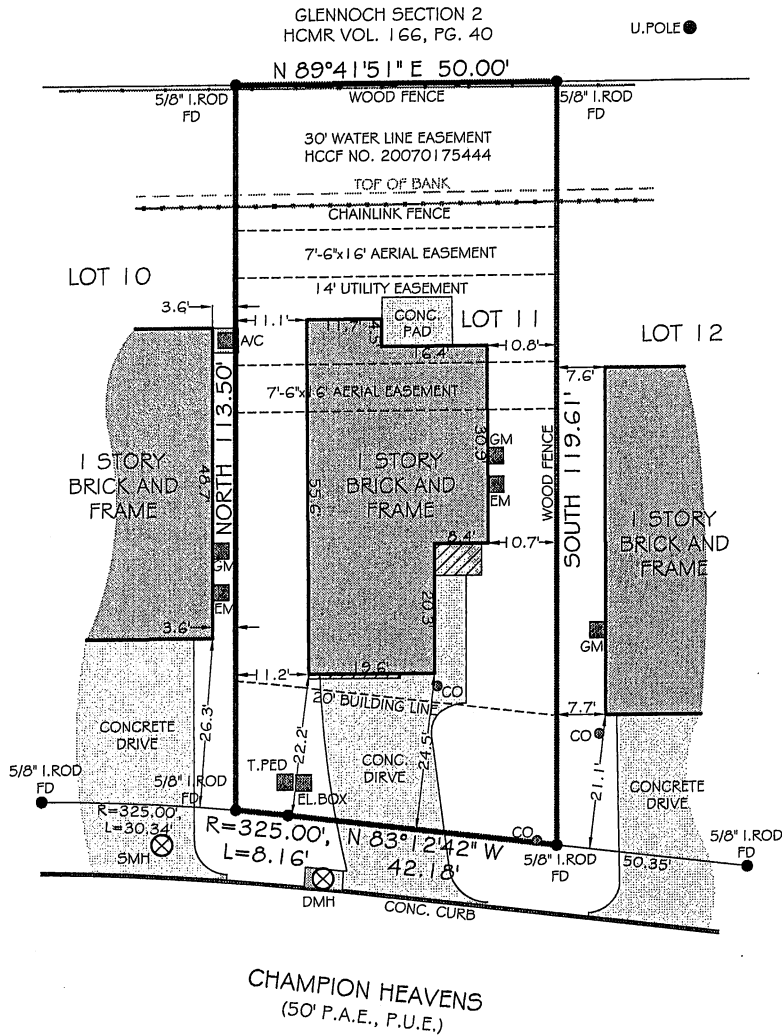 GLENNOCH SECTION 2
HCMR VOL. 166, PG. 40
U.POLE
N 89°41'51" E 50.00'
5/8" I.ROD
FD
WOOD FENCE
5/8" I.ROD
FD
30' WATER LINE EASEMENT
HCCF NO. 20070175444
TOP OF BANK
CHAINLINK FENCE
7'-6"x16' AERIAL EASEMENT
LOT 10
14' UTILITY EASEMENT
3.6'
11.1'
11.7'
4.3'
CONC.
PAD
LOT 11
LOT 12
A/C
16.4'
10.8'
7.6'
7'-6"x16' AERIAL EASEMENT
NORTH 113.50'
SOUTH 119.61'
WOOD FENCE
48.7'
55.6'
30.9'
GM
EM
1 STORY
BRICK AND
FRAME
1 STORY
BRICK AND
FRAME
1 STORY
BRICK AND
FRAME
8.4'
10.7'
GM
EM
20.3'
3.6'
GM
11.2'
19.6'
CO
20' BUILDING LINE
7.7'
CONCRETE
DRIVE
26.3'
22.2'
CONC.
DIRVE
24.5'
CO
21.1'
CONCRETE
DRIVE
T.PED
EL.BOX
5/8" I.ROD
FD
5/8" I.ROD
FD
R=325.00',
L=30.34'
SMH
R=325.00',
L=8.16'
N 83°12'42" W
42.18'
CO
5/8" I.ROD
FD
50.35'
5/8" I.ROD
FD
DMH
CONC. CURB
CHAMPION HEAVENS
(50' P.A.E., P.U.E.)